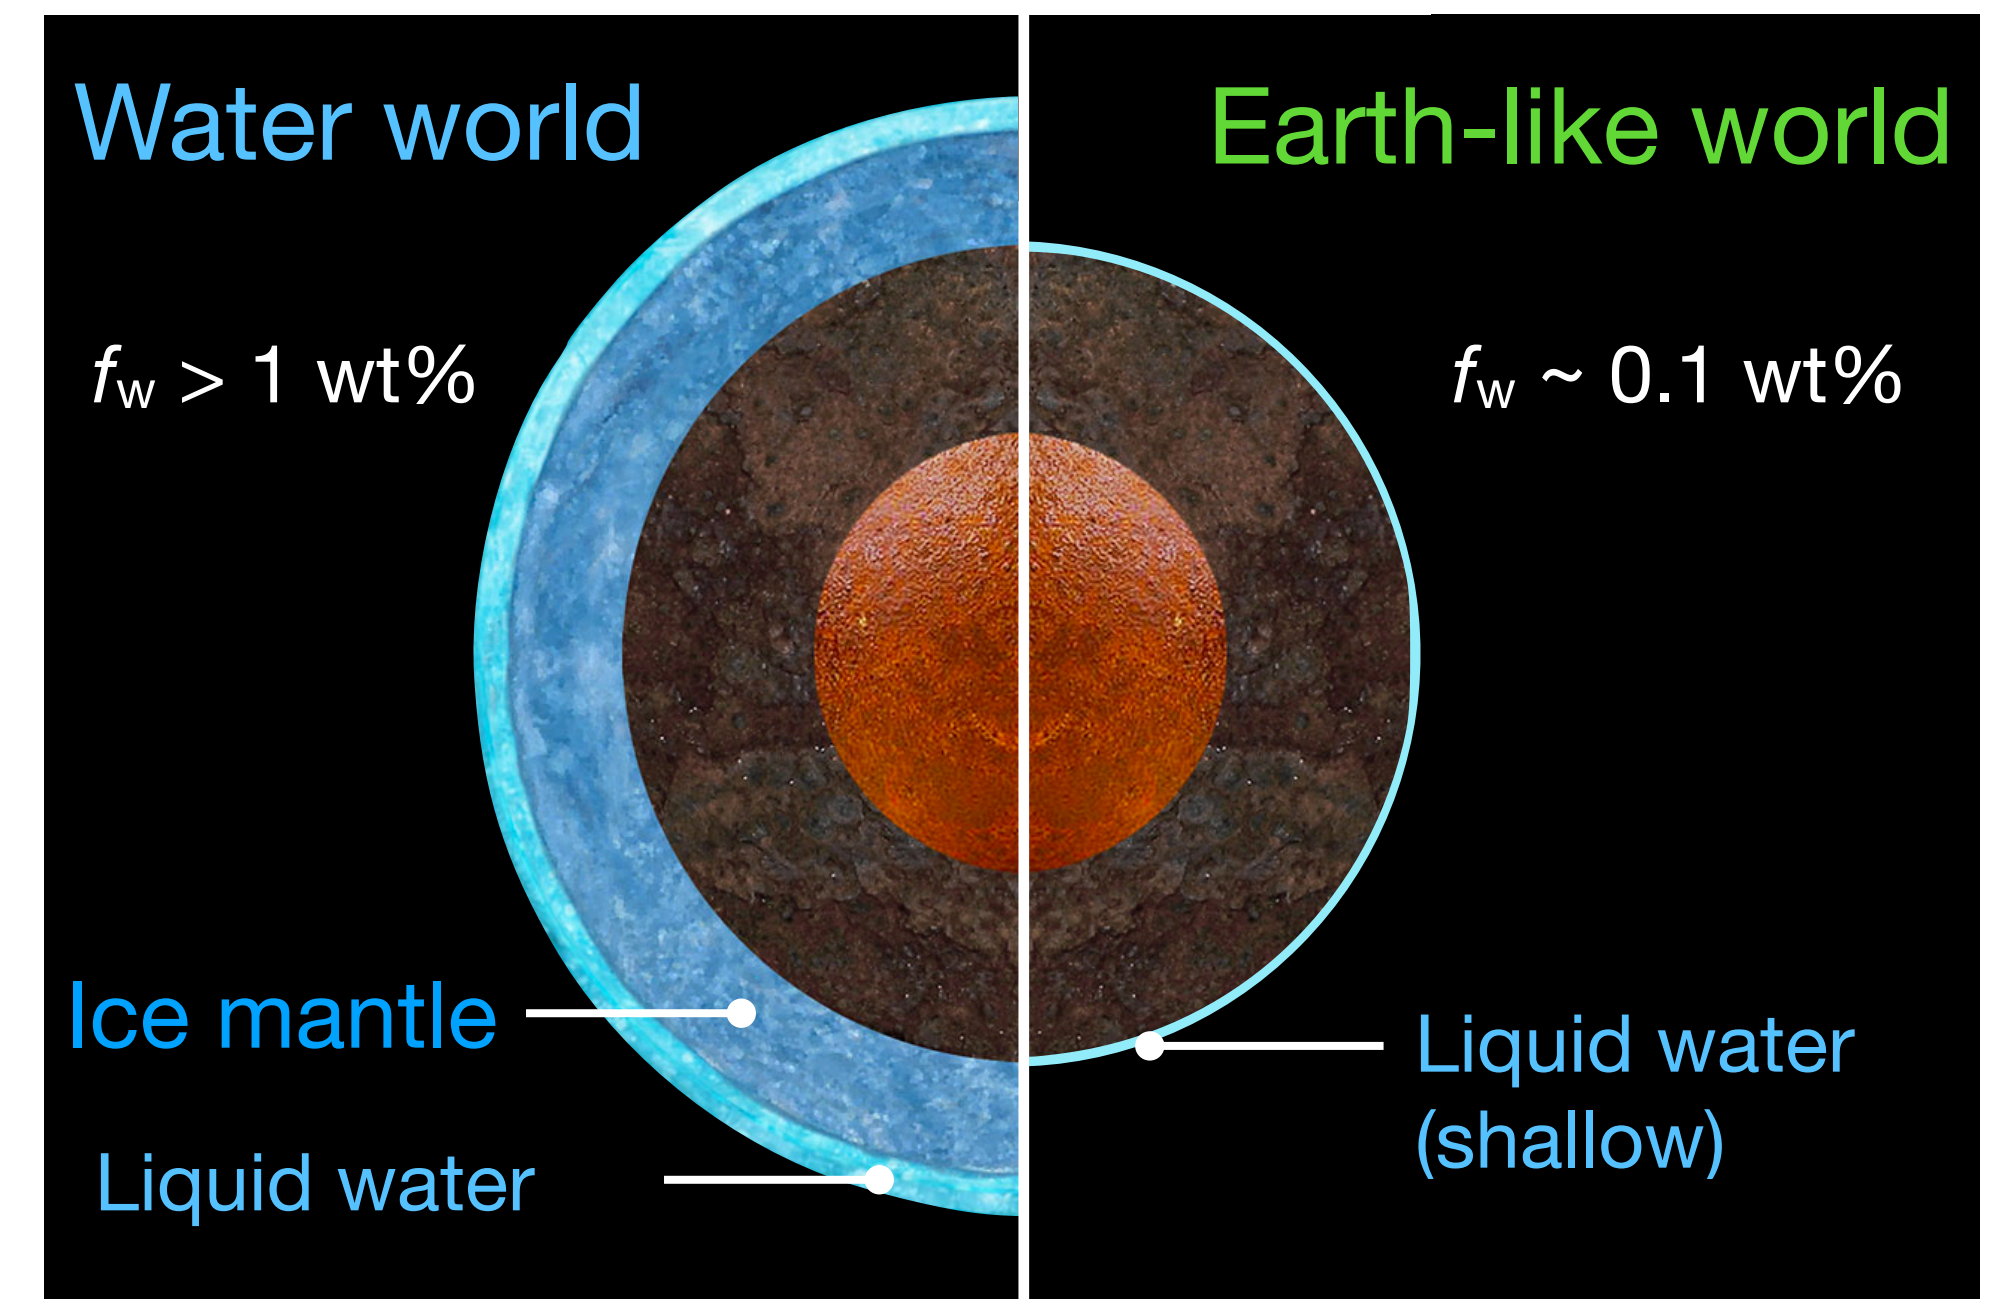 Water world
Earth-like world
fw > 1 wt%
fw ~ 0.1 wt%
Ice mantle
Liquid water
Liquid water
(shallow)